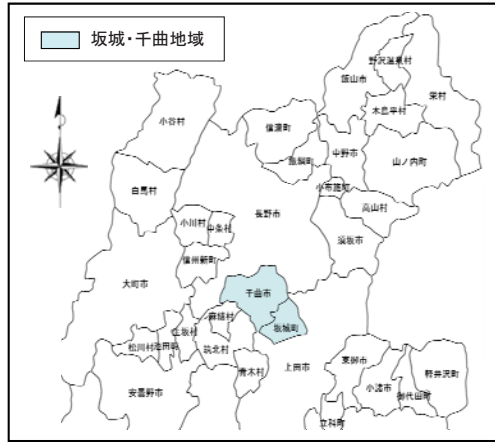 坂城・千曲地域
野沢温泉村
飯山市
栄村
木島平村
小谷村
信濃町
中野市
飯綱町
山ノ内町
小布施町
白馬村
高山村
長野市
小川村
中条村
須坂市
信州新町
大町市
千曲市
麻績村
坂城町
生坂村
松川村
池田町
筑北村
東御市
上田市
青木村
軽井沢町
小諸市
御代田町
安曇野市
立科町